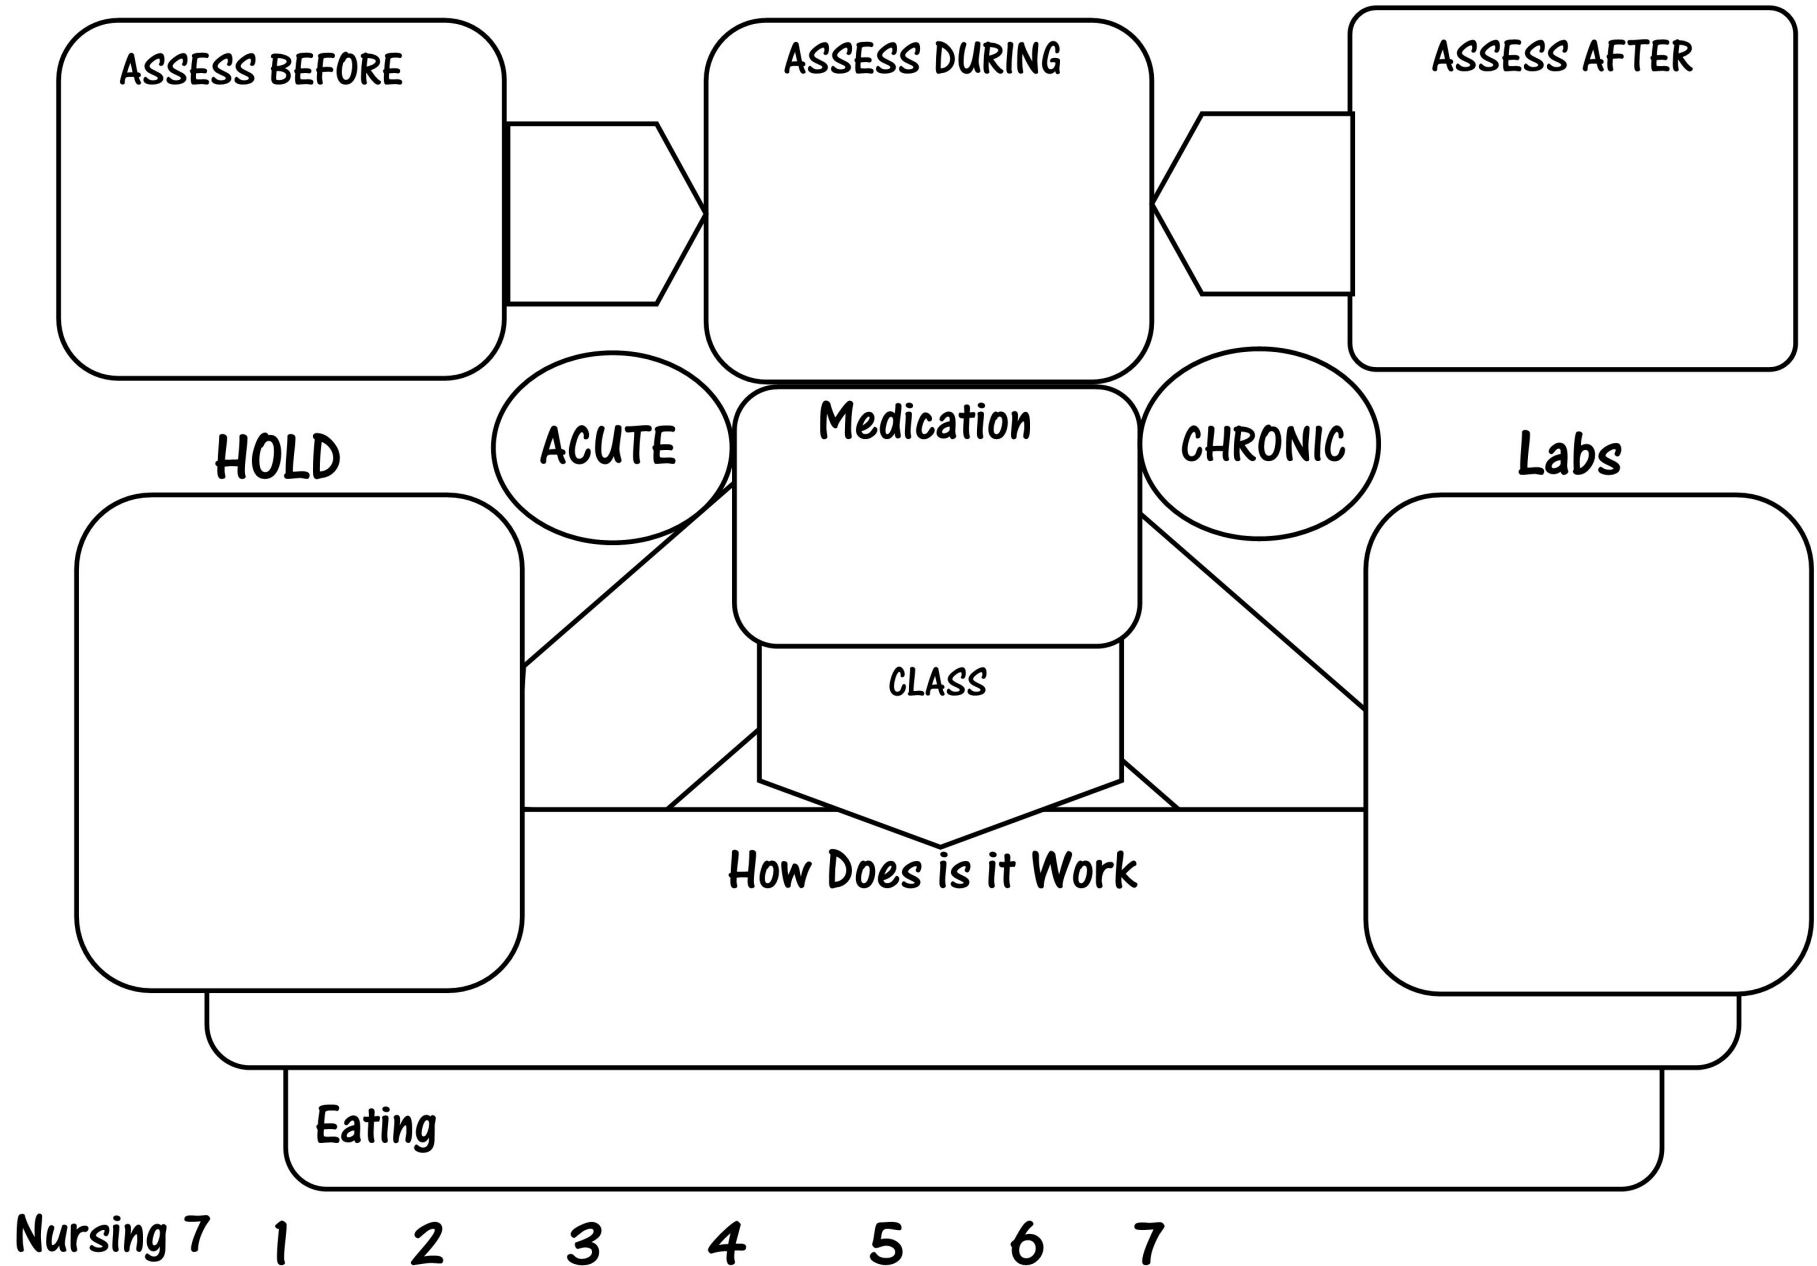 ASSESS BEFORE
ASSESS DURING
ASSESS AFTER
HOLD
ACUTE
Medication
CHRONIC
Labs
CLASS
How Does is it Work
Eating
Nursing 7 1 2 3 4 5 6 7